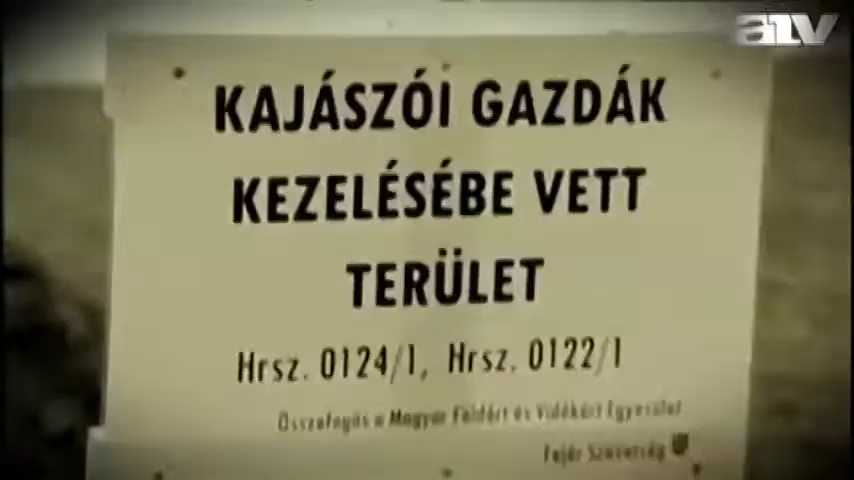 atv
KAJÁSZÓI GAZDÁK
KEZELÉSÉBE VETT
TERÜLET
Hrsz. 0124/1, Hrsz. 0122/1
Összefogás a Magyar Földért és Vidékért Egyesület
Fejér Szövetség